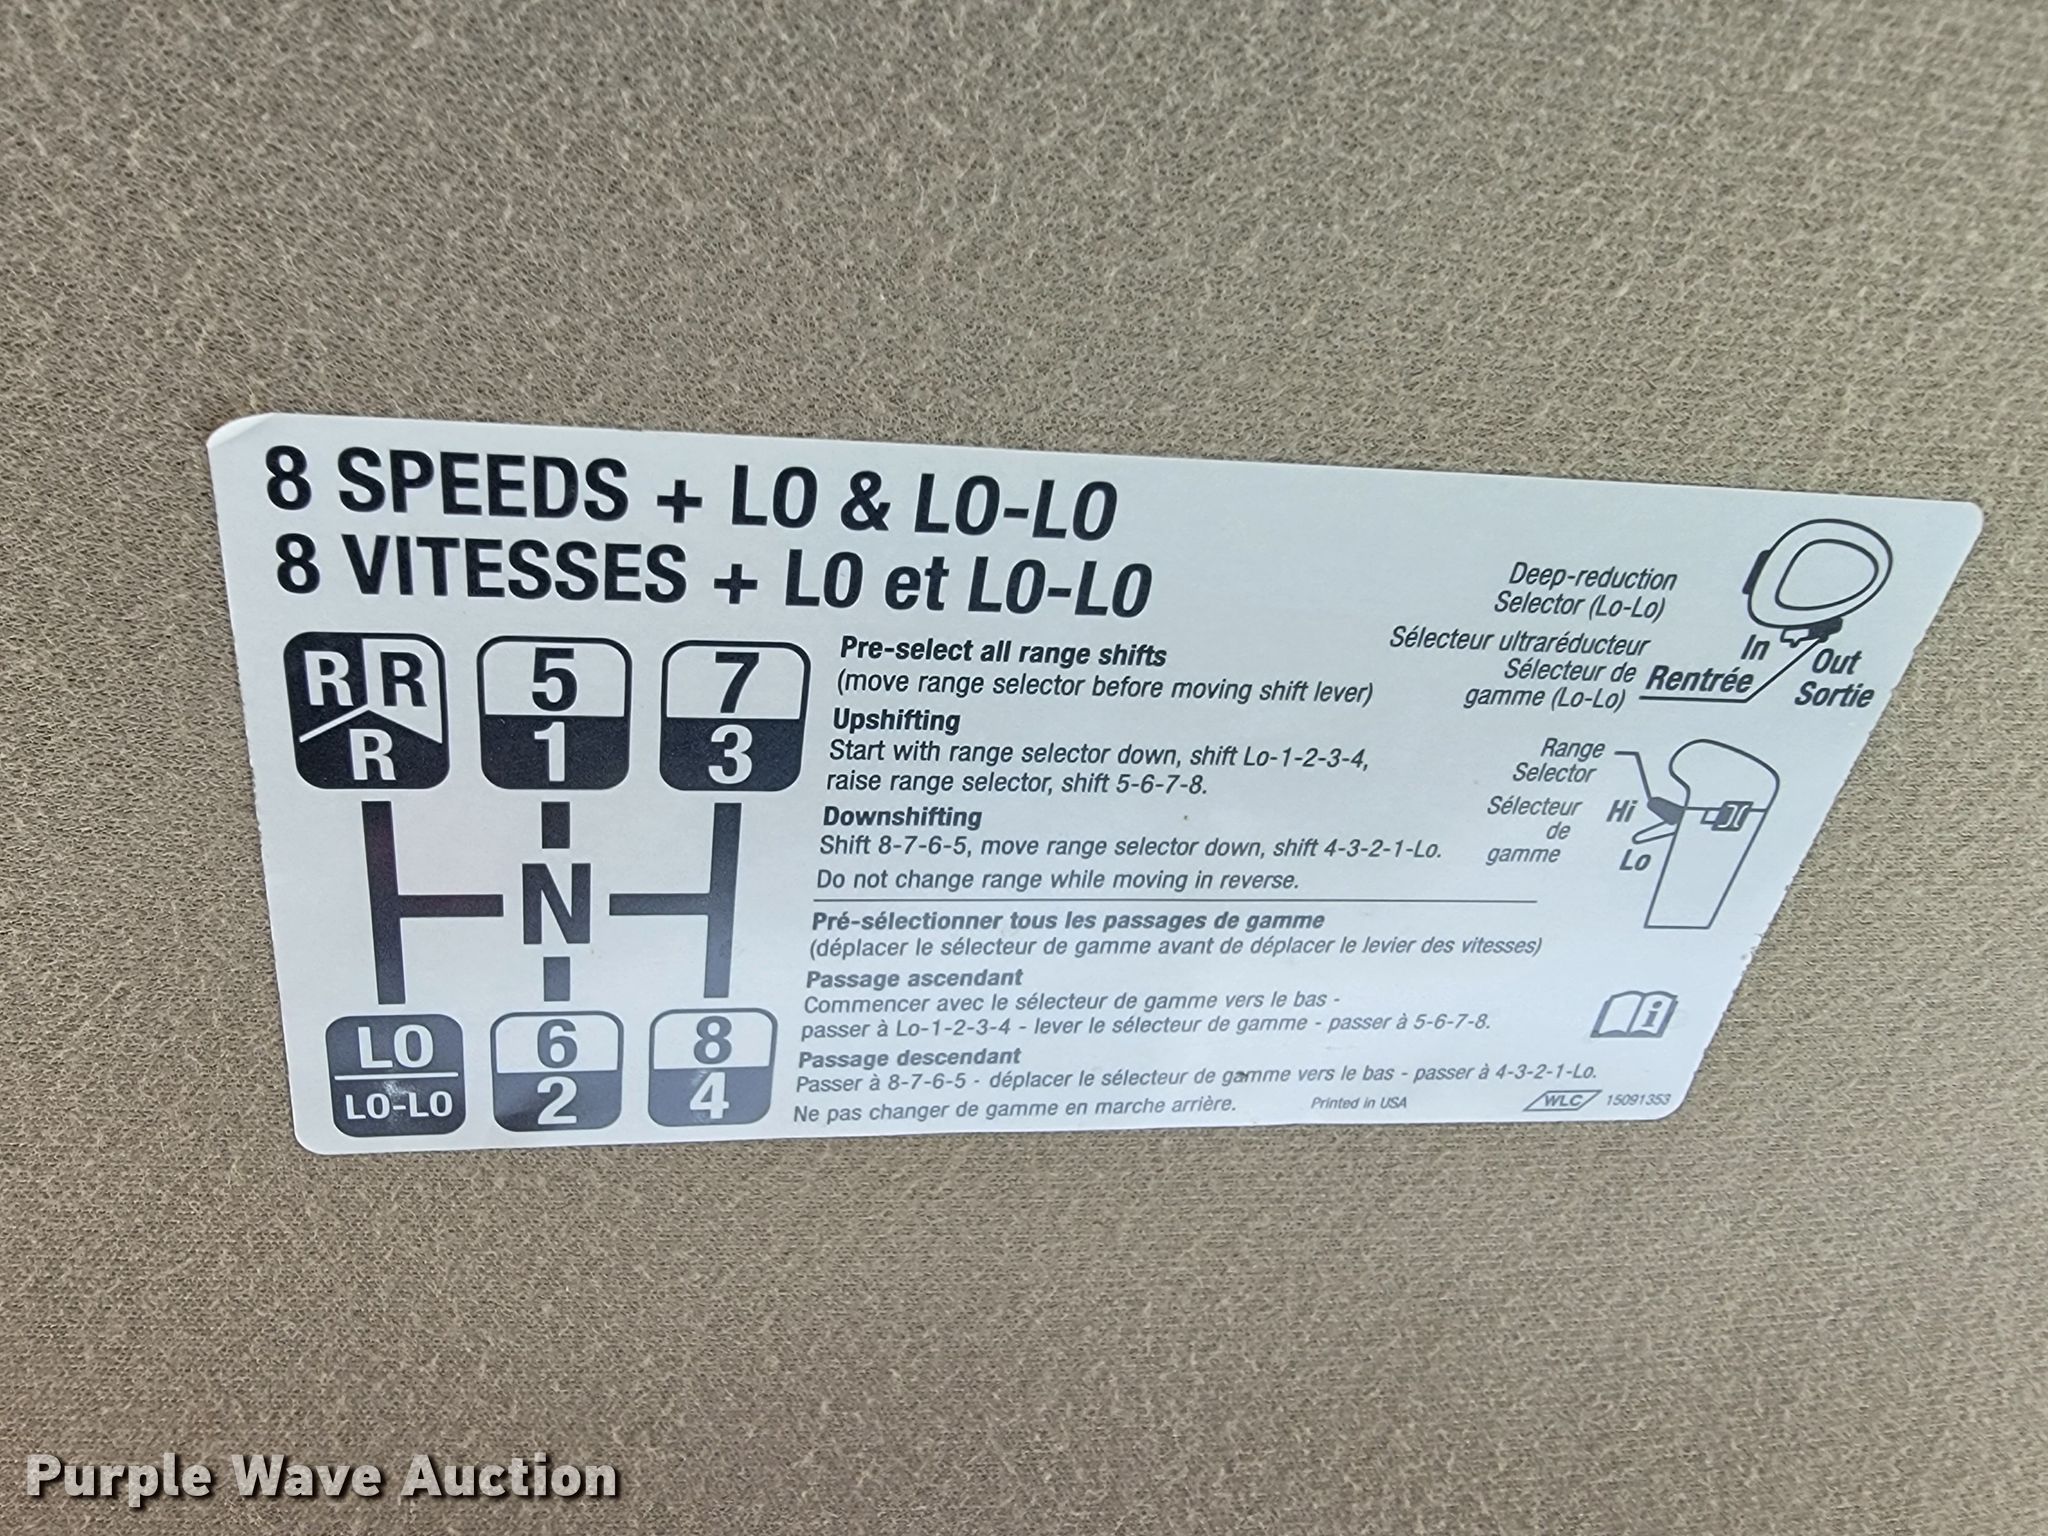 8 SPEEDS + LO & LO-LO
8 VITESSES + LO et LO-LO
R R R
5 1
7 3
N
LO LO-LO
6 2
8 4
Pre-select all range shifts
(move range selector before moving shift lever)
Upshifting
Start with range selector down, shift Lo-1-2-3-4,
raise range selector, shift 5-6-7-8.
Downshifting
Shift 8-7-6-5, move range selector down, shift 4-3-2-1-Lo.
Do not change range while moving in reverse.
Pré-sélectionner tous les passages de gamme
(déplacer le sélecteur de gamme avant de déplacer le levier des vitesses)
Passage ascendant
Commencer avec le sélecteur de gamme vers le bas -
passer à Lo-1-2-3-4 - lever le sélecteur de gamme - passer à 5-6-7-8.
Passage descendant
Passer à 8-7-6-5 - déplacer le sélecteur de gamme vers le bas - passer à 4-3-2-1-Lo.
Ne pas changer de gamme en marche arrière.
Printed in USA
WLC 15091353
Deep-reduction
Selector (Lo-Lo)
Sélecteur ultraréducteur
Sélecteur de
gamme (Lo-Lo)
In
Rentrée
Out
Sortie
Range
Selector
Sélecteur
de
gamme
Hi
Lo
i
Purple Wave Auction